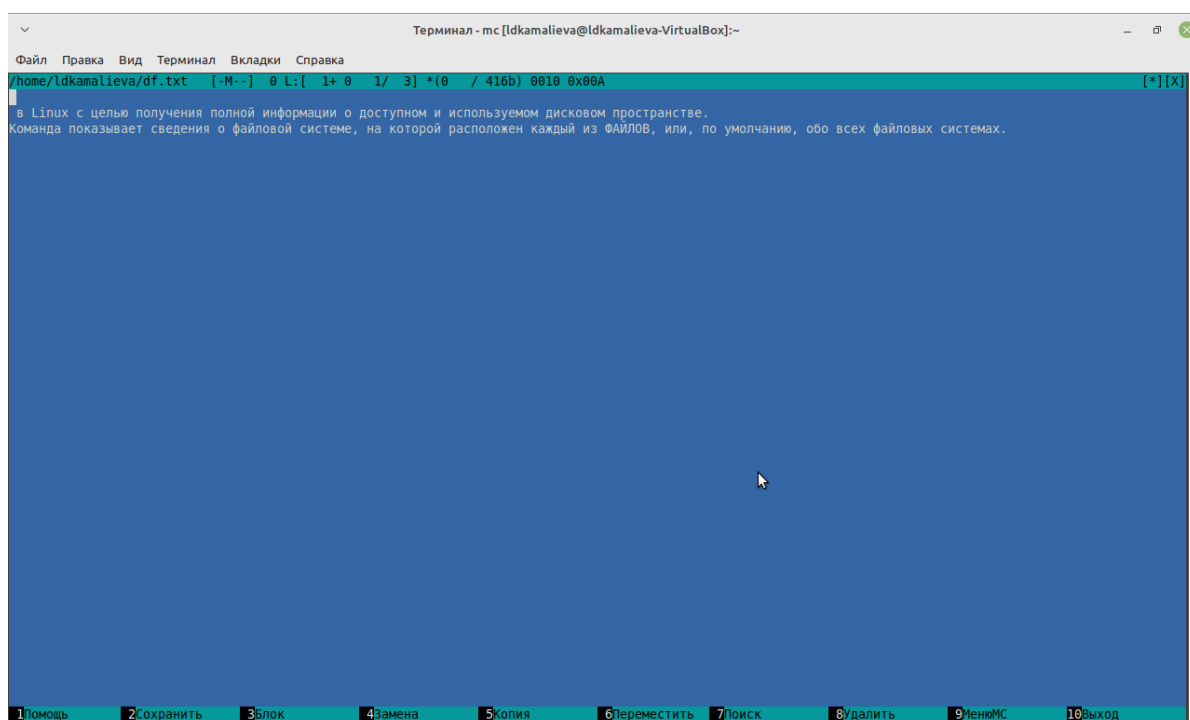 Терминал - mc [ldkamalieva@ldkamalieva-VirtualBox]:~
Файл Правка Вид Терминал Вкладки Справка
/home/ldkamalieva/df.txt [-M--] 0 L:[ 1+ 0 1/ 3] *(0 / 416b) 0010 0x00A [*][X]
в Linux с целью получения полной информации о доступном и используемом дисковом пространстве.
Команда показывает сведения о файловой системе, на которой расположен каждый из ФАЙЛОВ, или, по умолчанию, обо всех файловых системах.
1Помощь 2Сохранить 3Блок 4Замена 5Копия 6Переместить 7Поиск 8Удалить 9МенюMC 10Выход